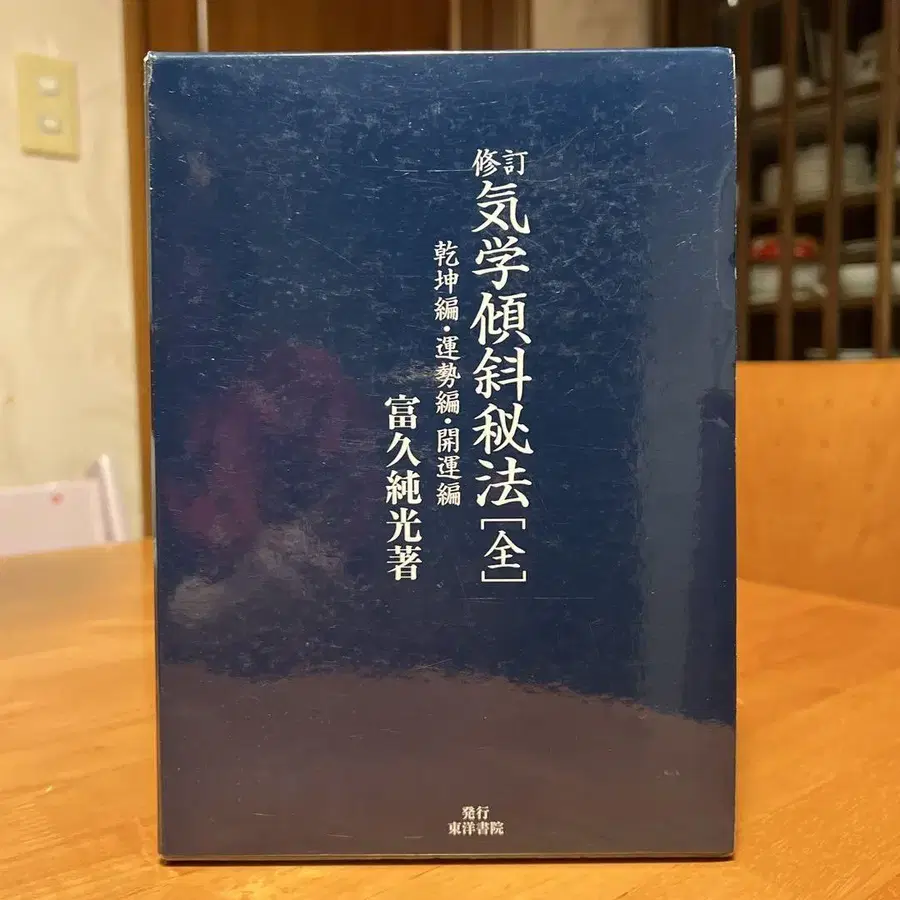 修訂
気学傾斜秘法[全]
乾坤編・運勢編・開運編
富久純光著
発行
東洋書院